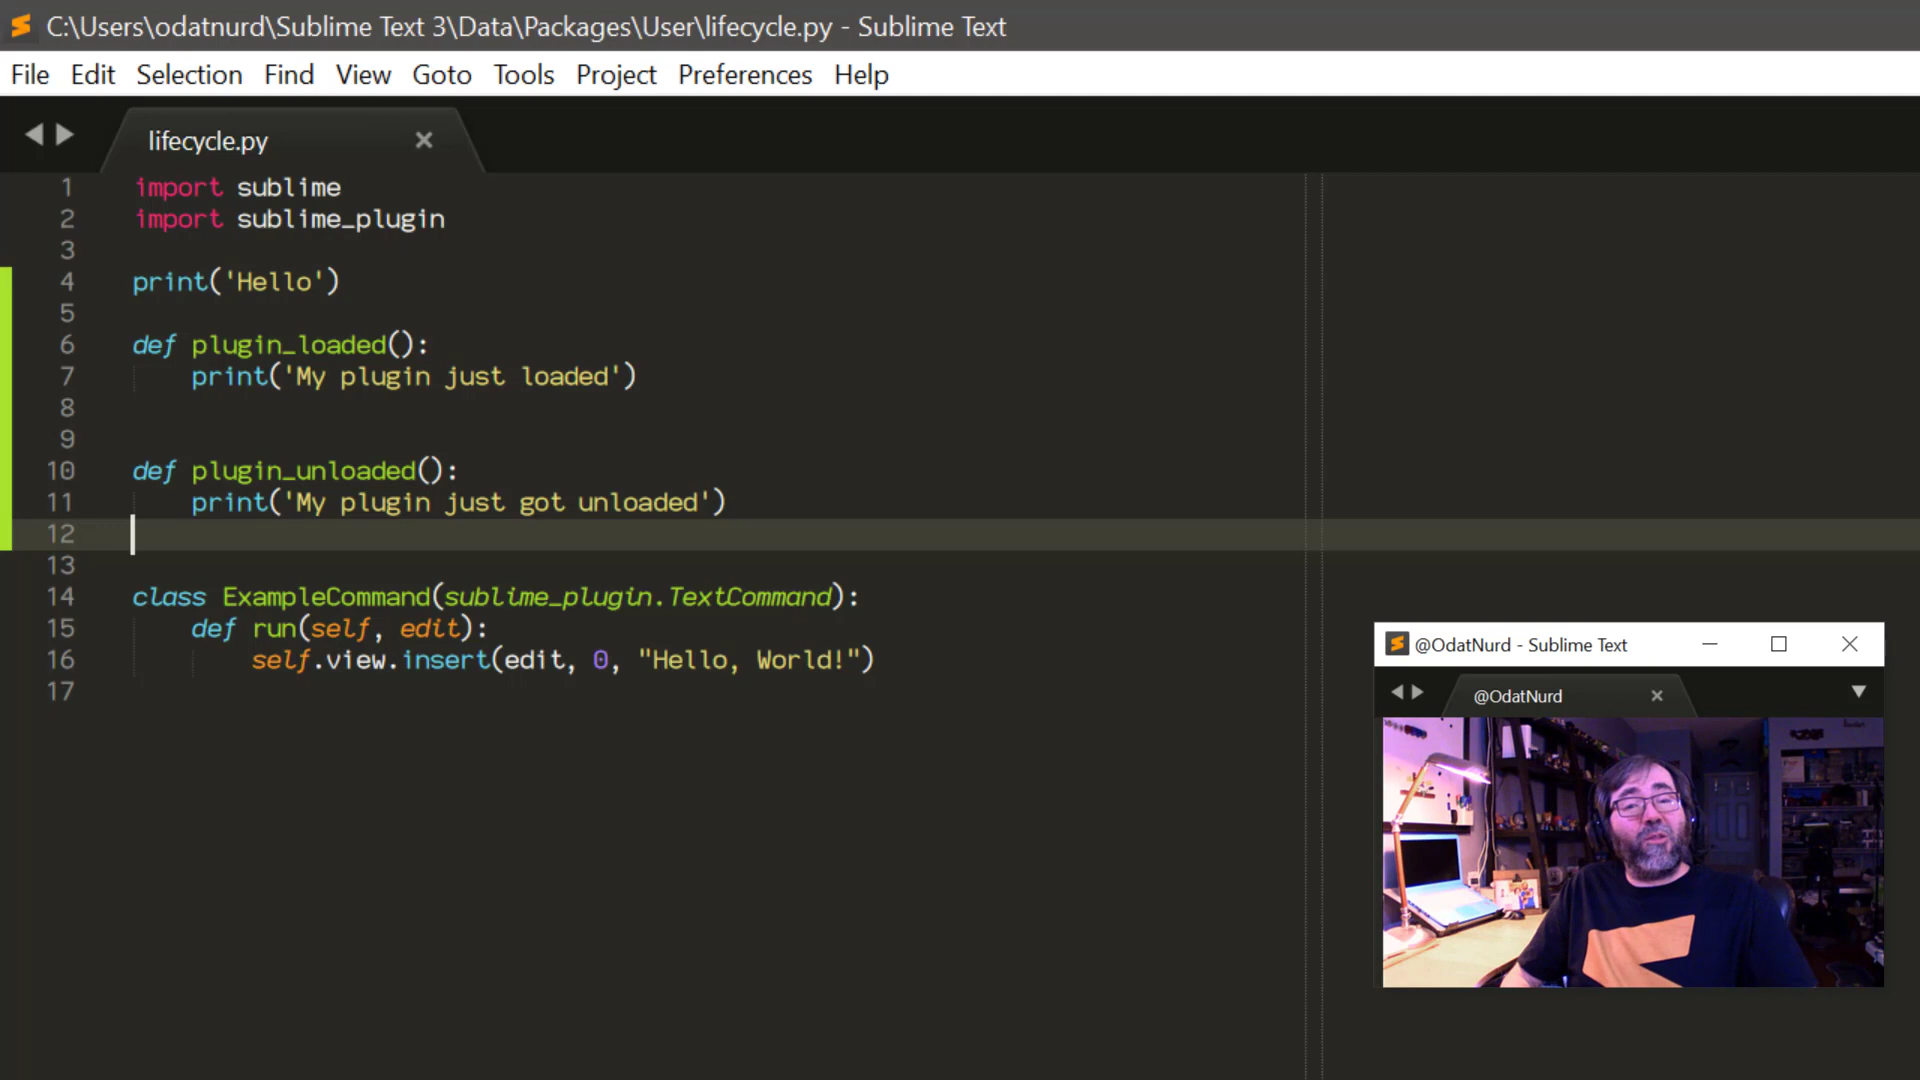 C:\Users\odatnurd\Sublime Text 3\Data\Packages\User\lifecycle.py - Sublime Text
File Edit Selection Find View Goto Tools Project Preferences Help
lifecycle.py
1 import sublime
2 import sublime_plugin
3
4 print('Hello')
5
6 def plugin_loaded():
7 print('My plugin just loaded')
8
9
10 def plugin_unloaded():
11 print('My plugin just got unloaded')
12
13
14 class ExampleCommand(sublime_plugin.TextCommand):
15 def run(self, edit):
16 self.view.insert(edit, 0, "Hello, World!")
17
@OdatNurd - Sublime Text
@OdatNurd